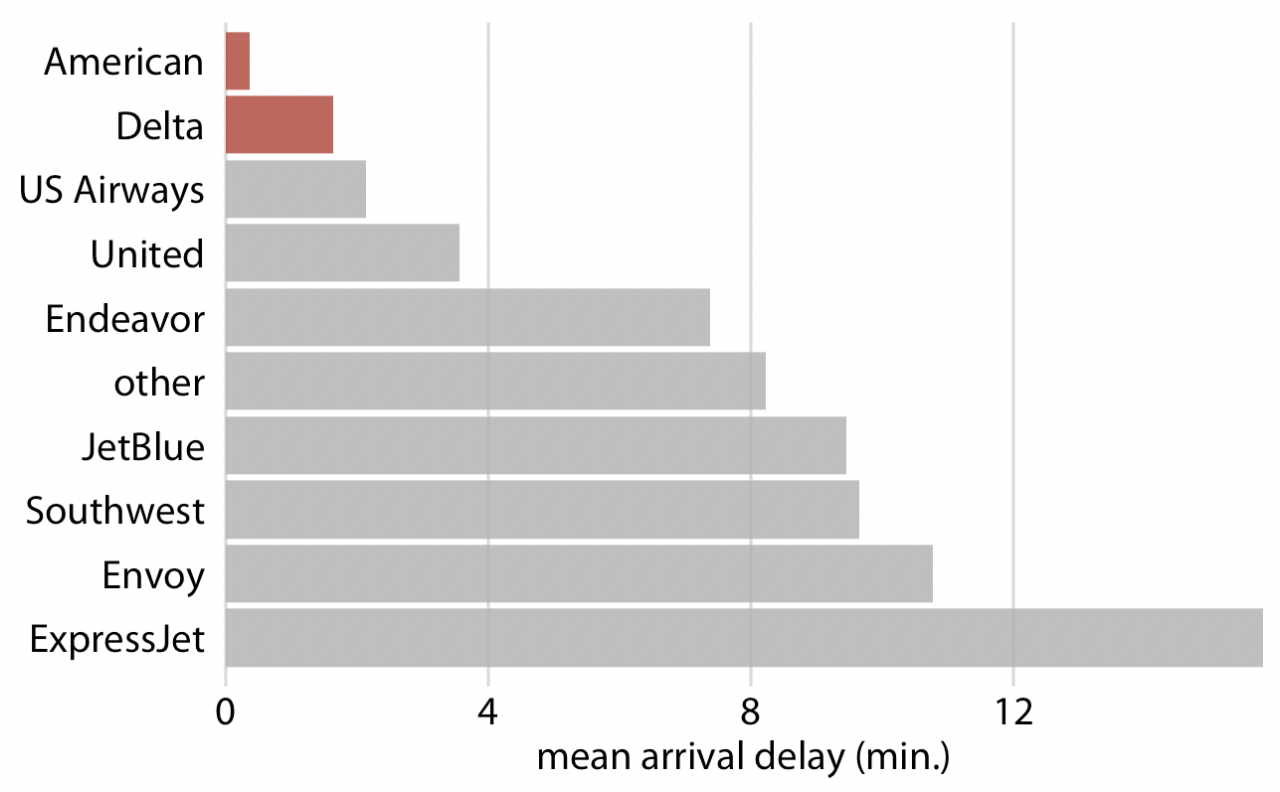 American
Delta
US Airways
United
Endeavor
other
JetBlue
Southwest
Envoy
ExpressJet
0 4 8 12
mean arrival delay (min.)